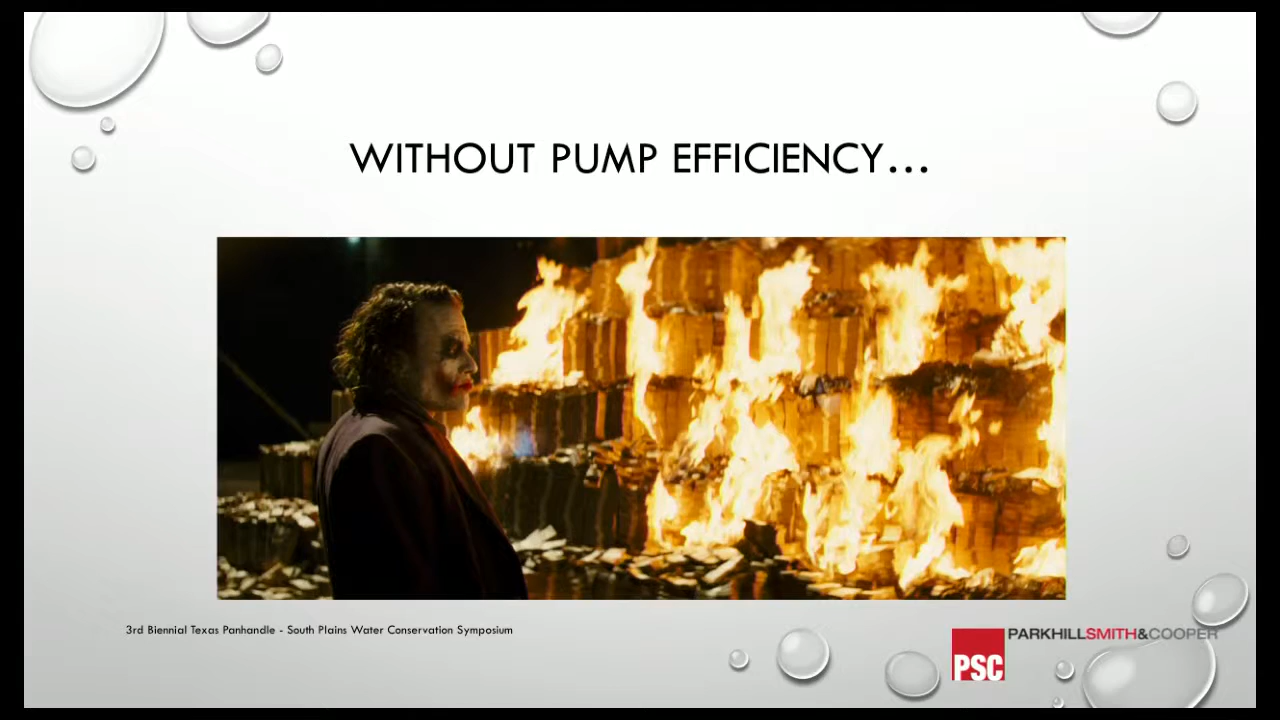 WITHOUT PUMP EFFICIENCY...
3rd Biennial Texas Panhandle - South Plains Water Conservation Symposium
PARKHILLSMITH&COOPER
PSC